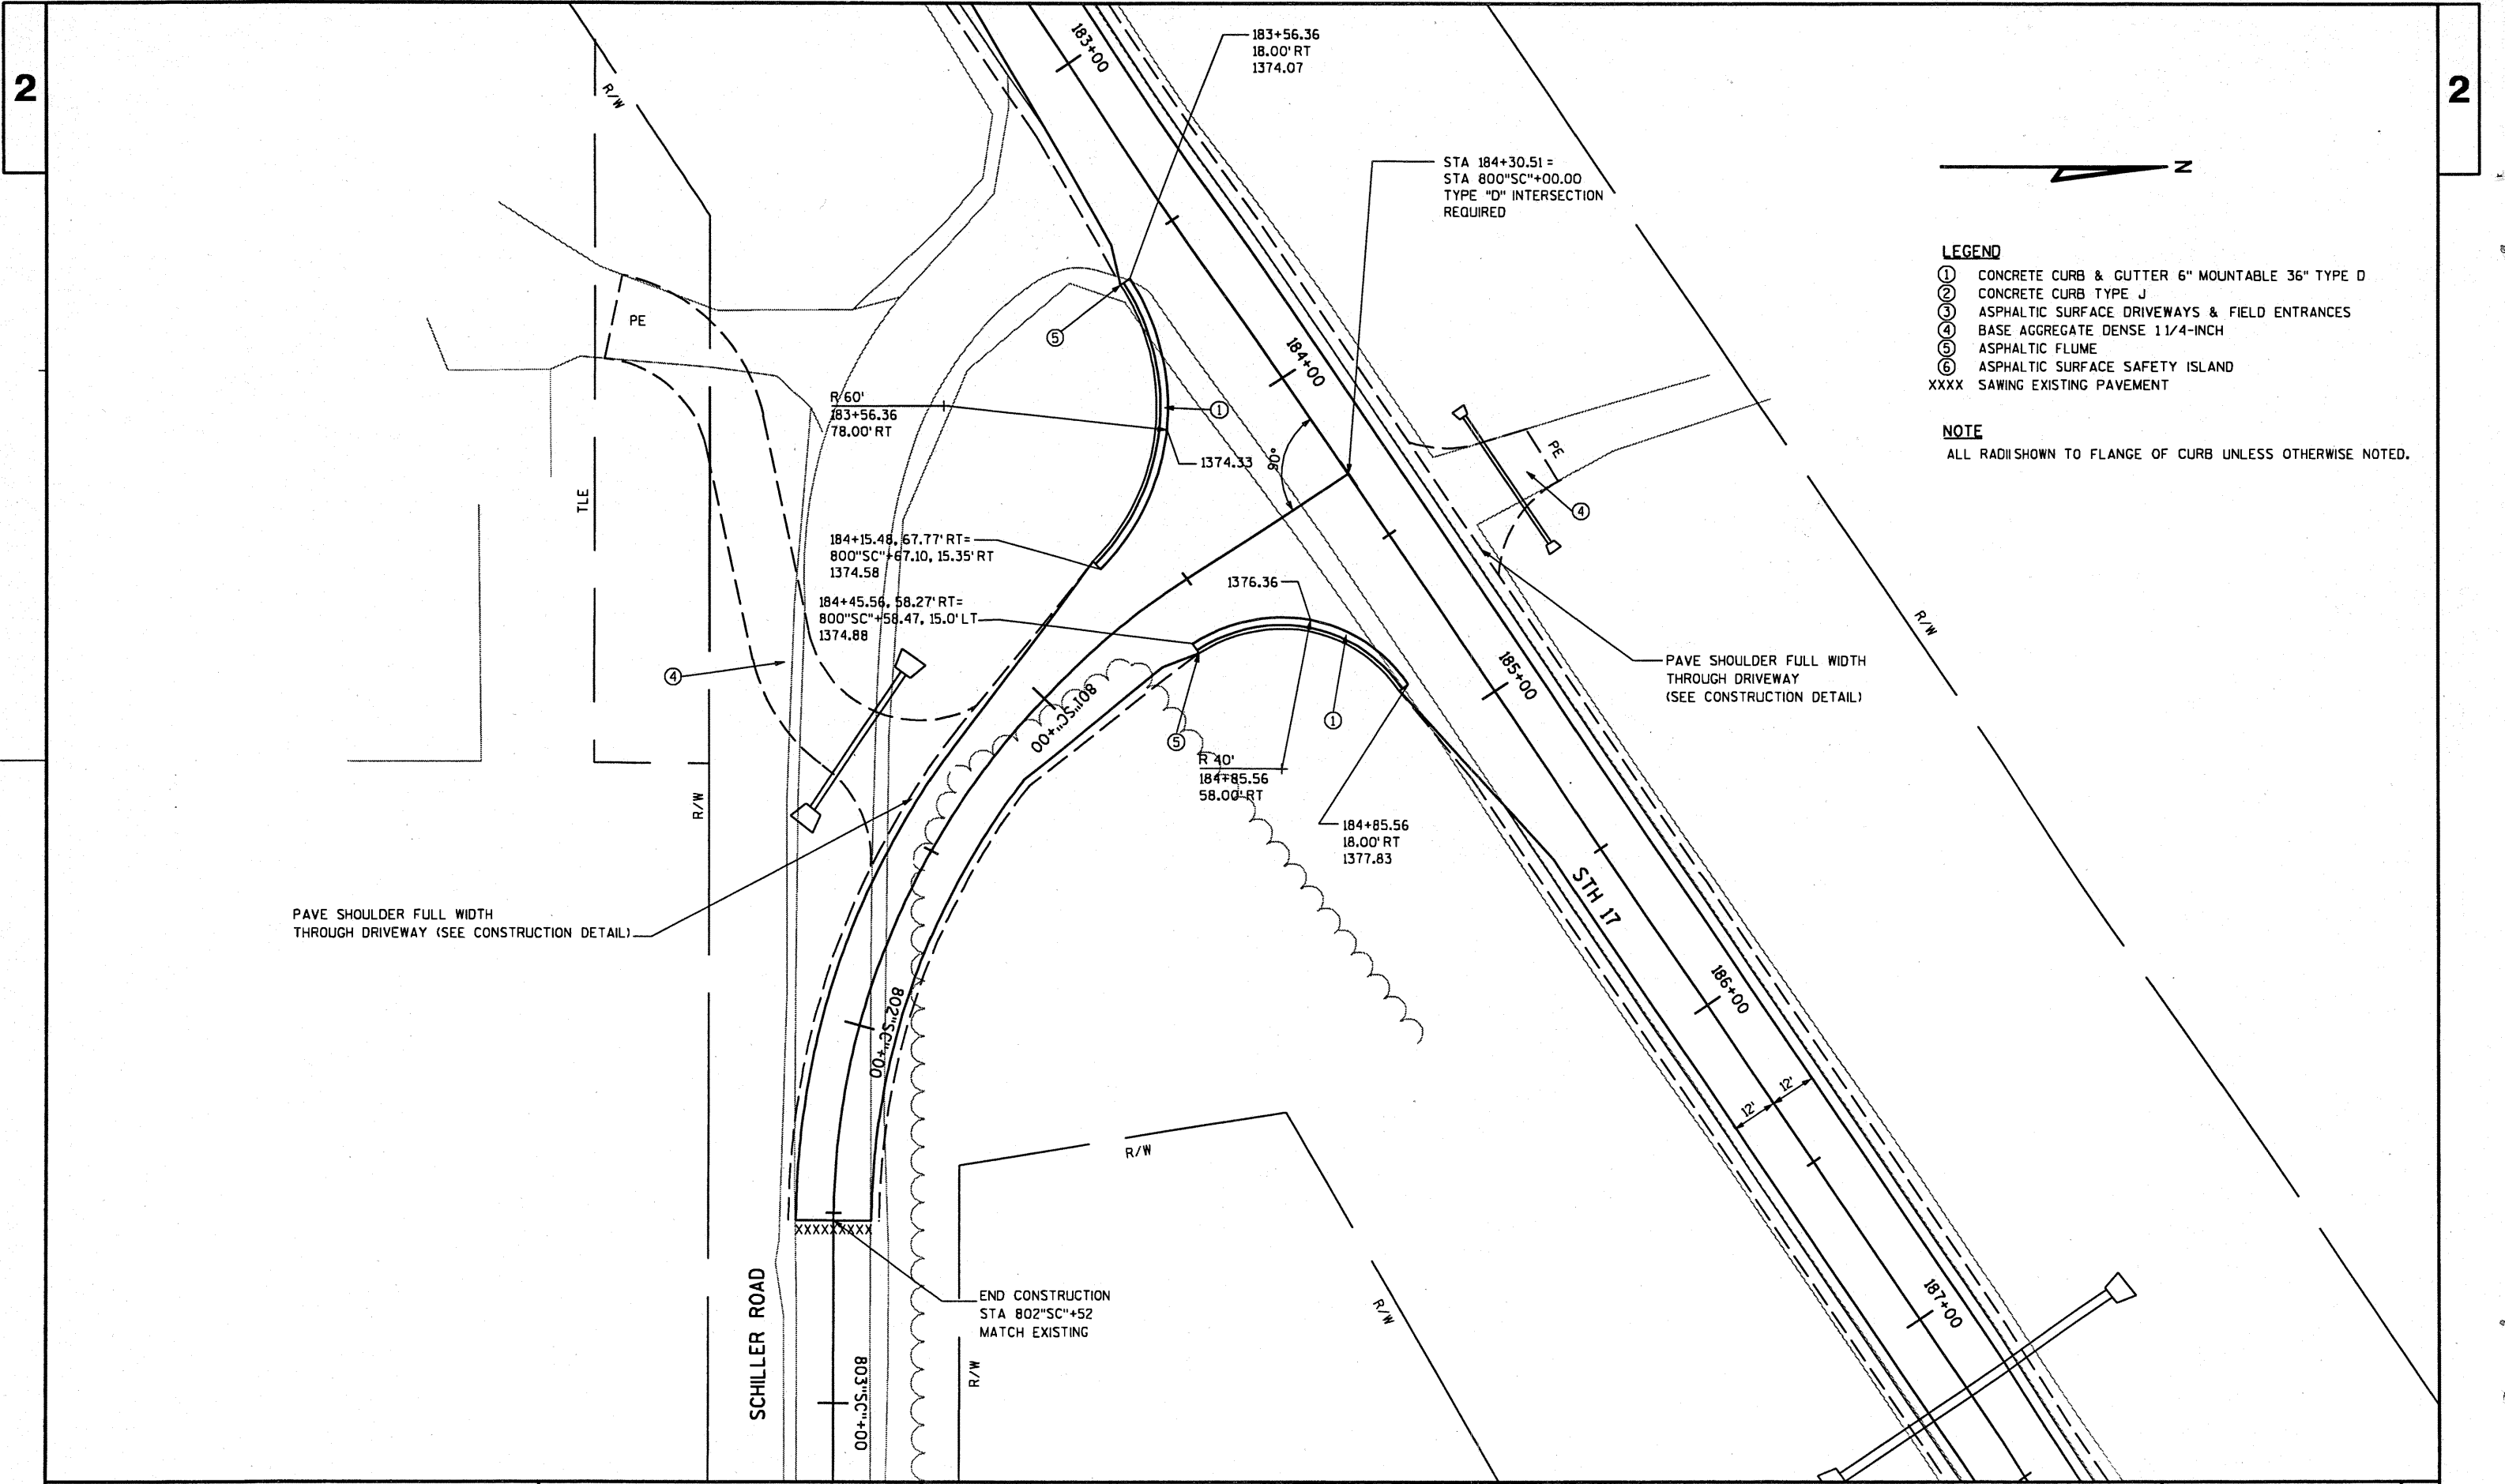 2
2
183+00
183+56.36
18.00' RT
1374.07
R/W
STA 184+30.51 =
STA 800"SC"+00.00
TYPE "D" INTERSECTION
REQUIRED
N
LEGEND
1 CONCRETE CURB & GUTTER 6" MOUNTABLE 36" TYPE D
2 CONCRETE CURB TYPE J
3 ASPHALTIC SURFACE DRIVEWAYS & FIELD ENTRANCES
4 BASE AGGREGATE DENSE 1 1/4-INCH
5 ASPHALTIC FLUME
6 ASPHALTIC SURFACE SAFETY ISLAND
XXXX SAWING EXISTING PAVEMENT
NOTE
ALL RADII SHOWN TO FLANGE OF CURB UNLESS OTHERWISE NOTED.
PE
5
184+00
R 60'
183+56.36
78.00' RT
1
1374.33
90°
PE
4
TLE
184+15.48, 67.77' RT=
800"SC"+67.10, 15.35' RT
1374.58
1376.36
184+45.56, 58.27' RT=
800"SC"+58.47, 15.0' LT
1374.88
R/W
4
185+00
PAVE SHOULDER FULL WIDTH
THROUGH DRIVEWAY
(SEE CONSTRUCTION DETAIL)
801"SC"+00
1
5
R 40'
184+85.56
58.00' RT
R/W
184+85.56
18.00' RT
1377.83
STH 17
PAVE SHOULDER FULL WIDTH
THROUGH DRIVEWAY (SEE CONSTRUCTION DETAIL)
186+00
802"SC"+00
12'
12'
R/W
XXXXXXXXX
SCHILLER ROAD
END CONSTRUCTION
STA 802"SC"+52
MATCH EXISTING
R/W
187+00
R/W
803"SC"+00